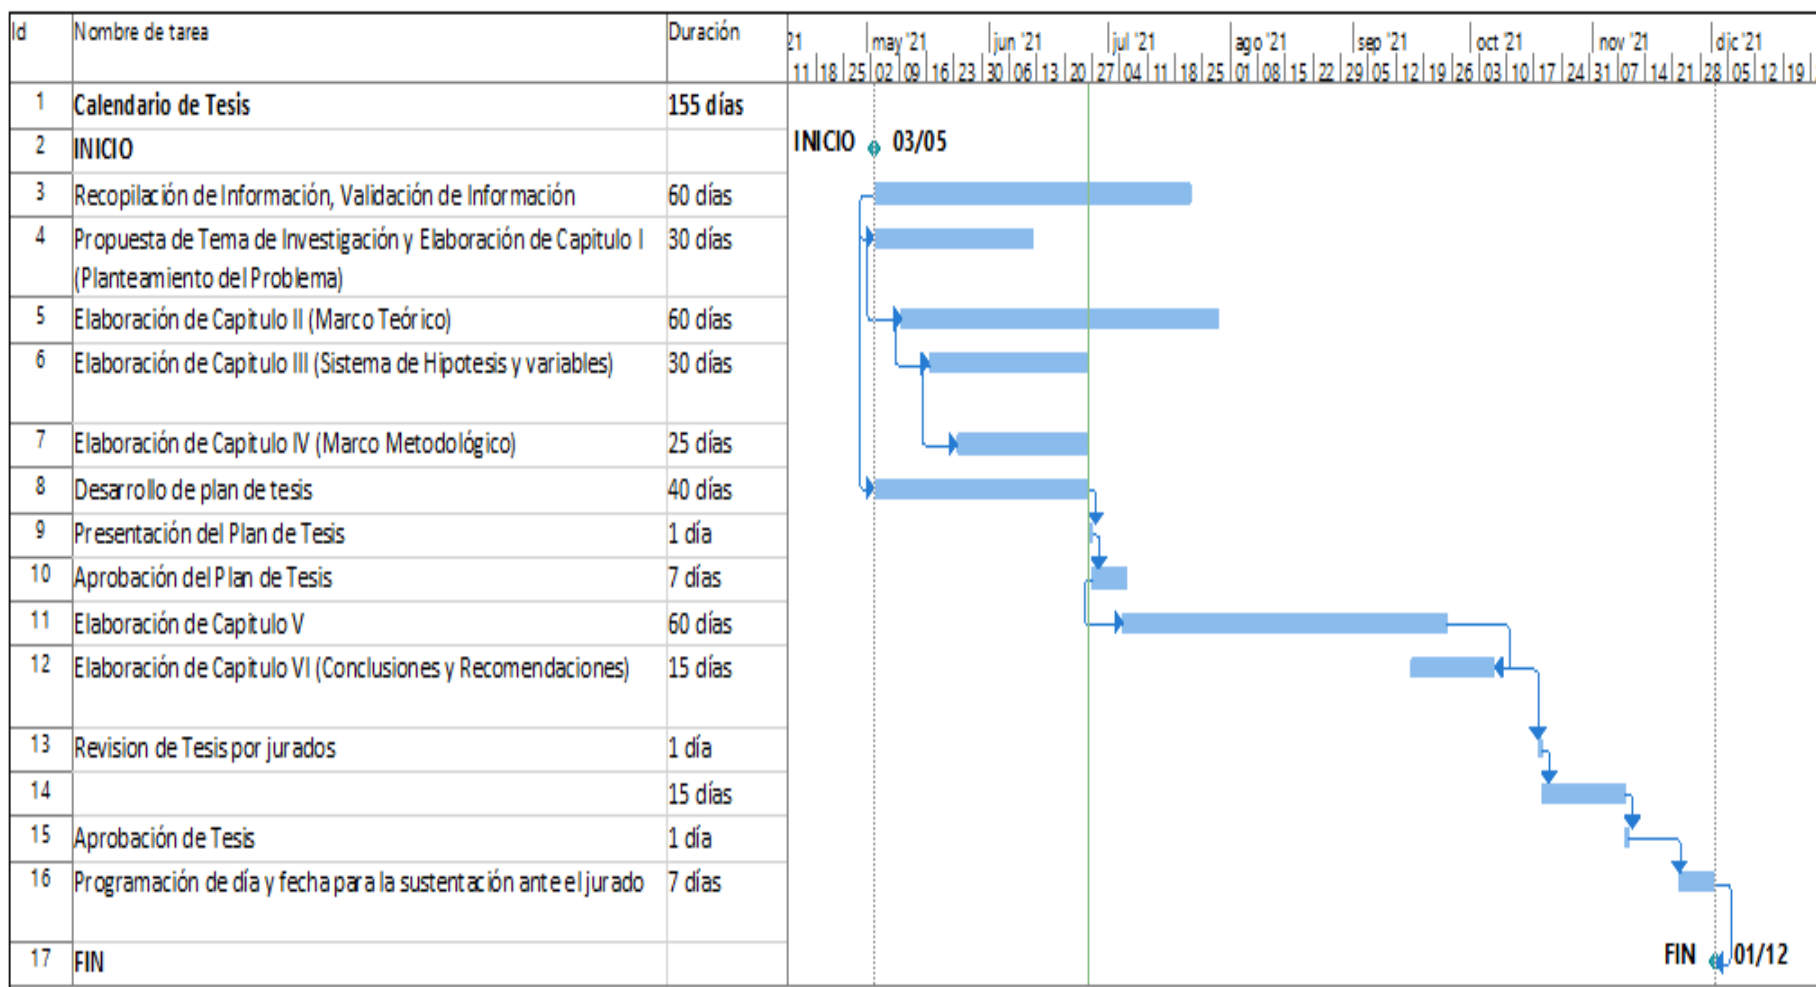 Id Nombre de tarea Duración 21 may '21 jun '21 jul '21 ago '21 sep '21 oct '21 nov '21 dic '21
11 18 25 02 09 16 23 30 06 13 20 27 04 11 18 25 01 08 15 22 29 05 12 19 26 03 10 17 24 31 07 14 21 28 05 12 19
1 Calendario de Tesis 155 días
2 INICIO INICIO 03/05
3 Recopilación de Información, Validación de Información 60 días
4 Propuesta de Tema de Investigación y Elaboración de Capitulo I 30 días
(Planteamiento del Problema)
5 Elaboración de Capitulo II (Marco Teórico) 60 días
6 Elaboración de Capitulo III (Sistema de Hipotesis y variables) 30 días
7 Elaboración de Capitulo IV (Marco Metodológico) 25 días
8 Desarrollo de plan de tesis 40 días
9 Presentación del Plan de Tesis 1 día
10 Aprobación del Plan de Tesis 7 días
11 Elaboración de Capitulo V 60 días
12 Elaboración de Capitulo VI (Conclusiones y Recomendaciones) 15 días
13 Revision de Tesis por jurados 1 día
14 15 días
15 Aprobación de Tesis 1 día
16 Programación de día y fecha para la sustentación ante el jurado 7 días
17 FIN FIN 01/12